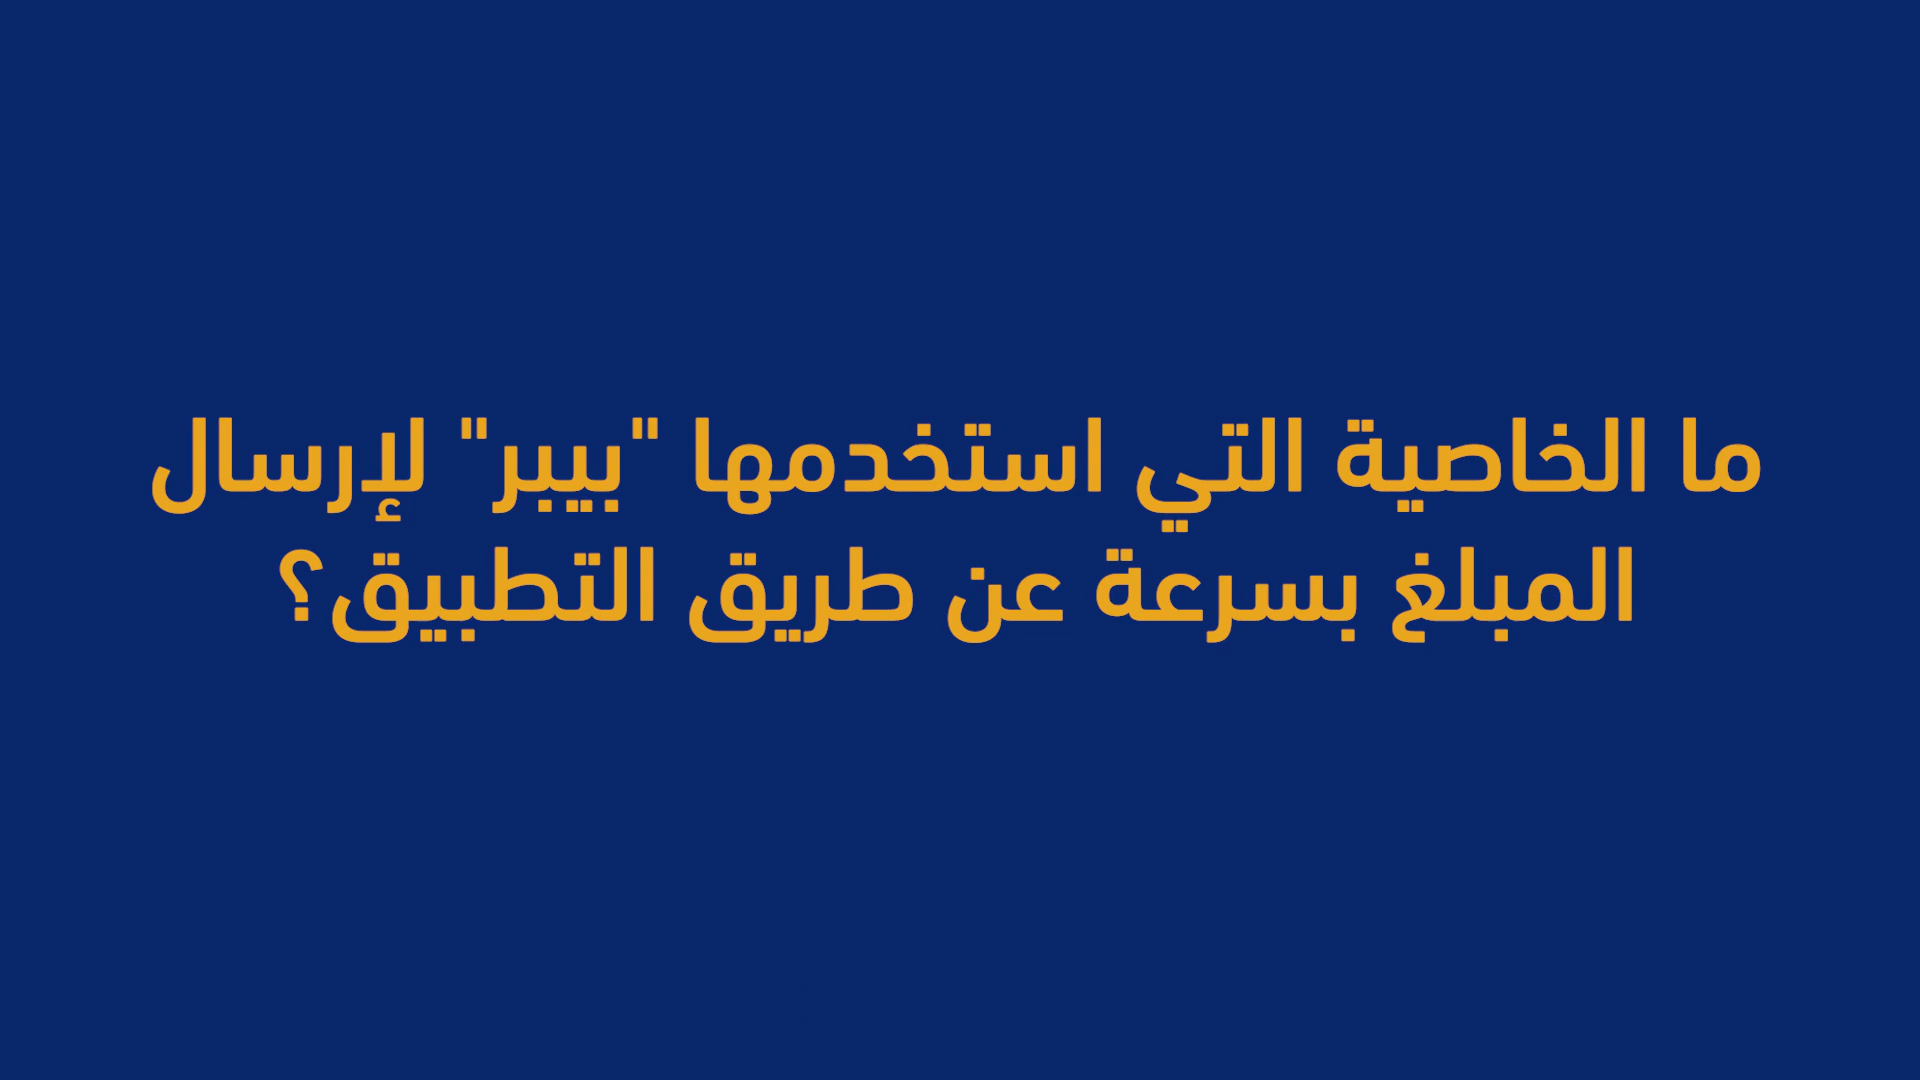 ما الخاصية التي استخدمها "بيبر" لإرسال
المبلغ بسرعة عن طريق التطبيق؟